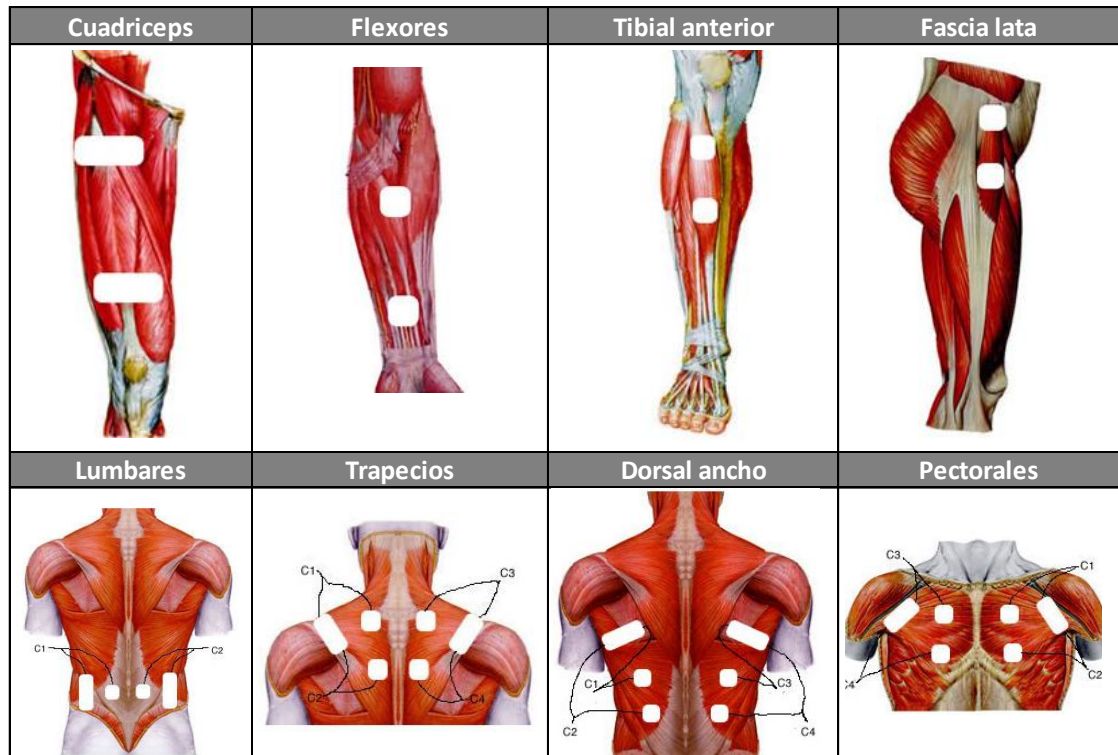 Cuadriceps
Flexores
Tibial anterior
Fascia lata
Lumbares
Trapecios
Dorsal ancho
Pectorales
C1
C2
C1
C3
C2
C4
C1
C3
C2
C4
C3
C1
C4
C2